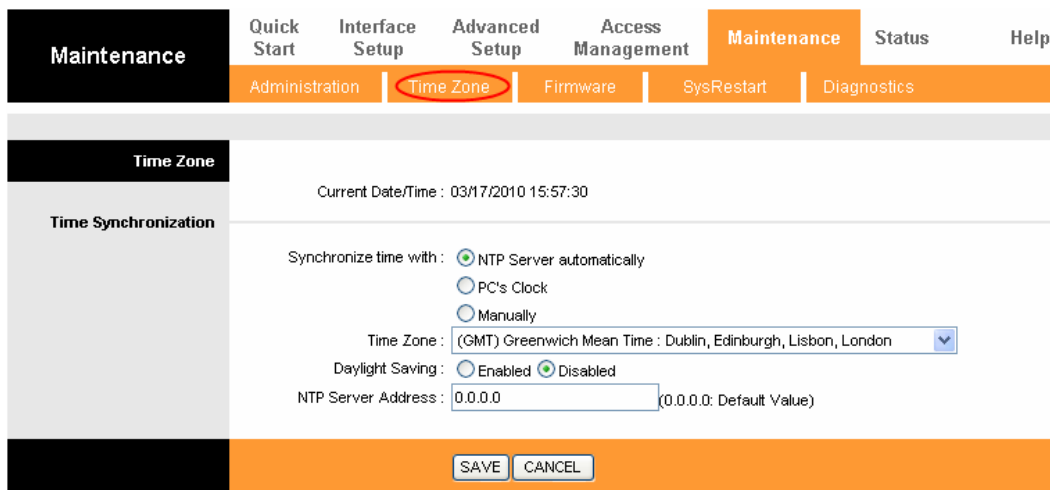 Maintenance
Quick Start
Interface Setup
Advanced Setup
Access Management
Maintenance
Status
Help
Administration
Time Zone
Firmware
SysRestart
Diagnostics
Time Zone
Current Date/Time : 03/17/2010 15:57:30
Time Synchronization
Synchronize time with : NTP Server automatically
PC's Clock
Manually
Time Zone : (GMT) Greenwich Mean Time : Dublin, Edinburgh, Lisbon, London
Daylight Saving : Enabled Disabled
NTP Server Address : 0.0.0.0 (0.0.0.0: Default Value)
SAVE CANCEL